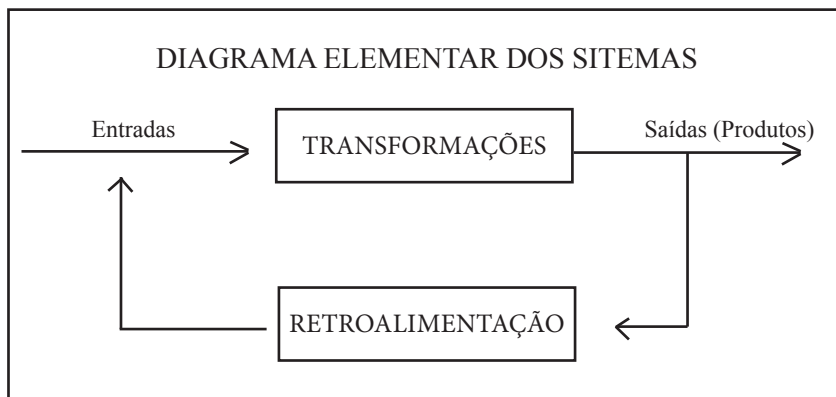 DIAGRAMA ELEMENTAR DOS SITEMAS
Entradas
TRANSFORMAÇÕES
Saídas (Produtos)
RETROALIMENTAÇÃO